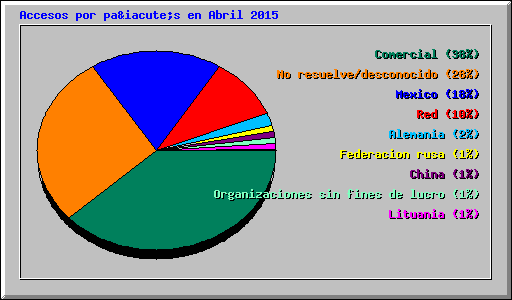 Accesos por pa&iacute;s en Abril 2015
Comercial (38%)
No resuelve/desconocido (28%)
Mexico (18%)
Red (10%)
Alemania (2%)
Federacion rusa (1%)
China (1%)
Organizaciones sin fines de lucro (1%)
Lituania (1%)